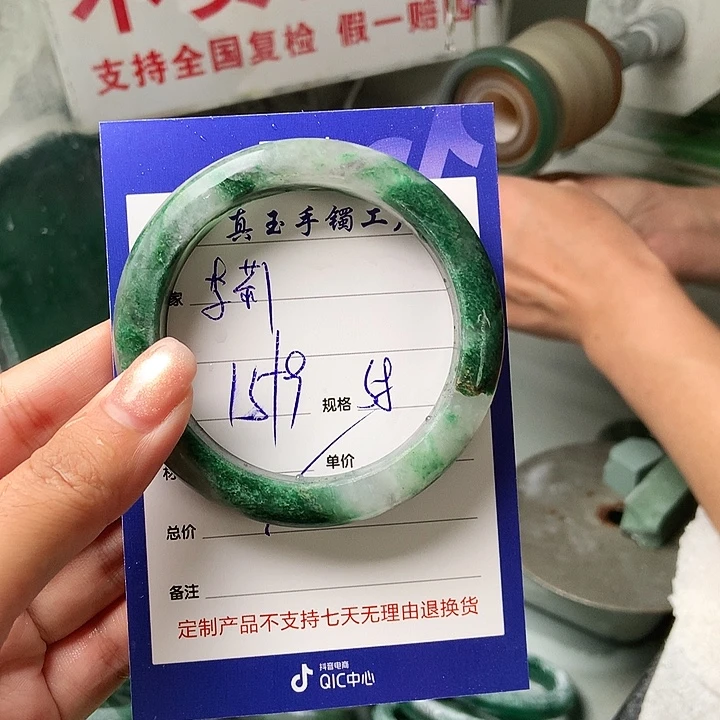 支持全国复检 假一赔
真玉手镯工
家 李莉
1519 规格 58
单价
总价
备注
定制产品不支持七天无理由退换货
抖音电商
QIC中心